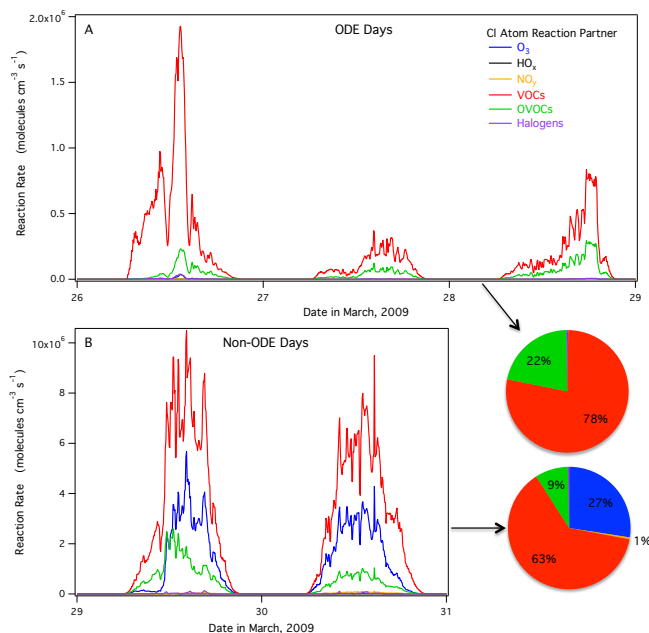 A
ODE Days
Cl Atom Reaction Partner
O₃
HOₓ
NOᵧ
VOCs
OVOCs
Halogens
Reaction Rate (molecules cm⁻³ s⁻¹)
2.0x10⁶
1.5
1.0
0.5
0.0
26 27 28 29
Date in March, 2009
B
Non-ODE Days
Reaction Rate (molecules cm⁻³ s⁻¹)
10x10⁶
8
6
4
2
0
29 30 31
Date in March, 2009
22%
78%
9%
27%
1%
63%